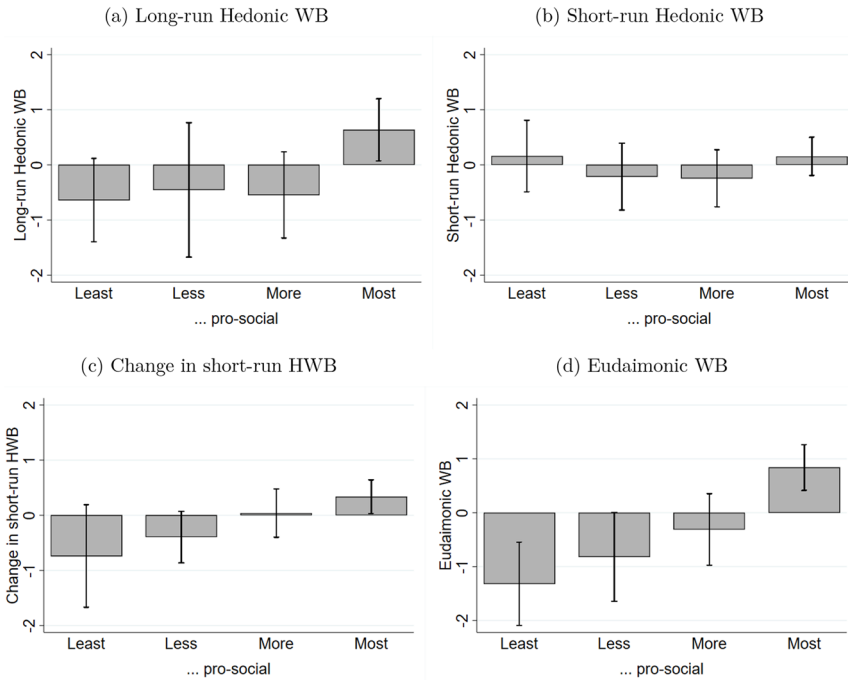 (a) Long-run Hedonic WB
Long-run Hedonic WB
2
1
0
-1
-2
Least Less More Most
... pro-social
(b) Short-run Hedonic WB
Short-run Hedonic WB
2
1
0
-1
-2
Least Less More Most
... pro-social
(c) Change in short-run HWB
Change in short-run HWB
2
1
0
-1
-2
Least Less More Most
... pro-social
(d) Eudaimonic WB
Eudaimonic WB
2
1
0
-1
-2
Least Less More Most
... pro-social